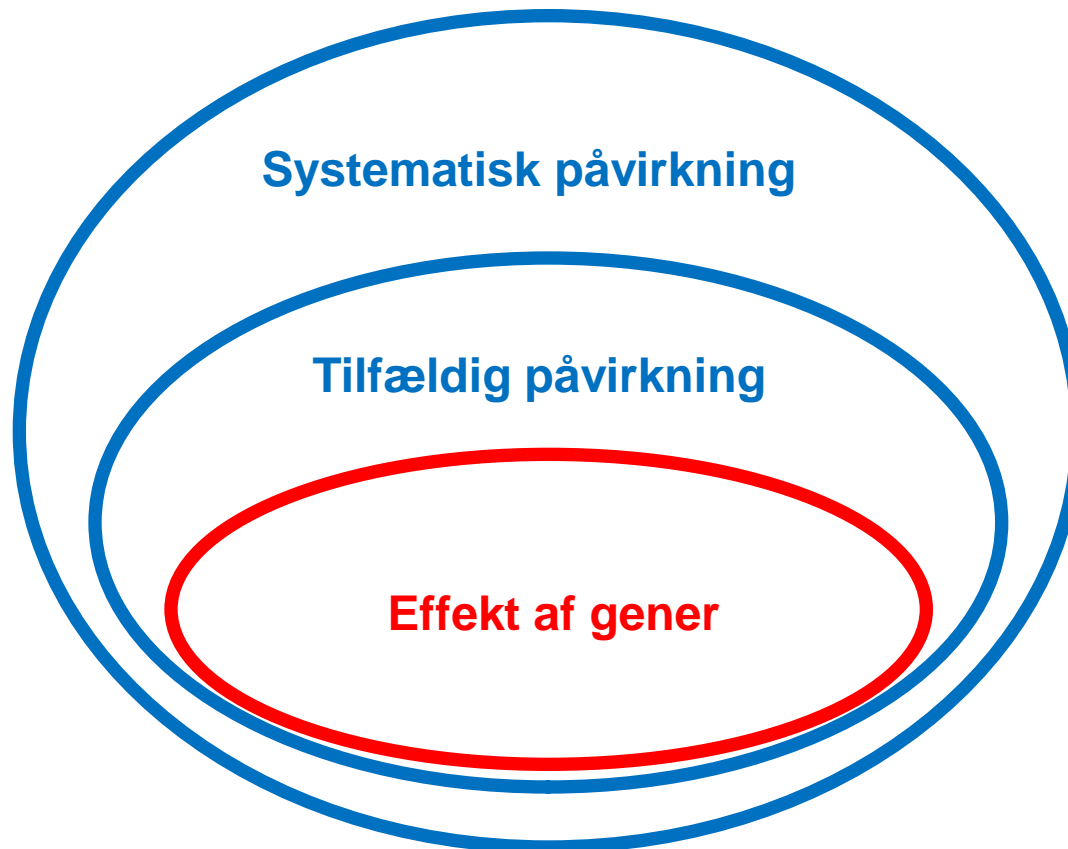 Systematisk påvirkning
Tilfældig påvirkning
Effekt af gener